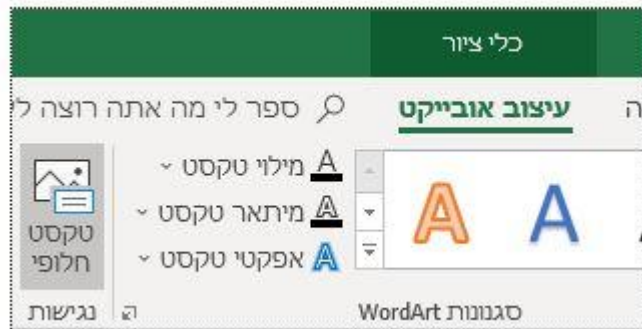 כלי ציור
ה
עיצוב אובייקט
ספר לי מה אתה רוצה
מילוי טקסט
מיתאר טקסט
אפקטי טקסט
סגנונות WordArt
טקסט
חלופי
נגישות